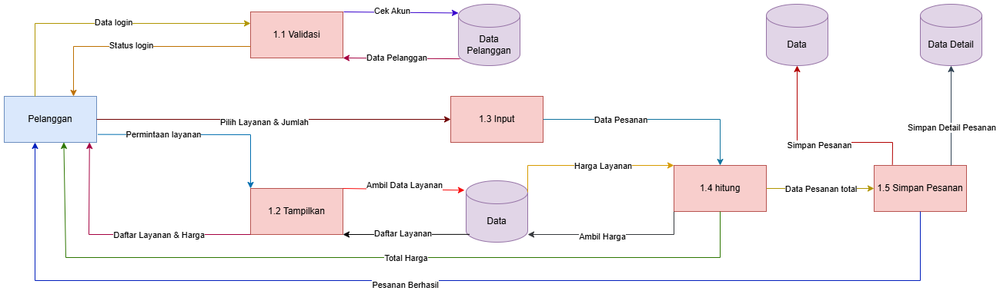 Cek Akun
Data login
1.1 Validasi
Status login
Data
Pelanggan
Data Pelanggan
Data
Data Detail
Pelanggan
Pilih Layanan & Jumlah
1.3 Input
Data Pesanan
Permintaan layanan
Simpan Detail Pesanan
Simpan Pesanan
Harga Layanan
Ambil Data Layanan
1.4 hitung
Data Pesanan total
1.5 Simpan Pesanan
1.2 Tampilkan
Data
Daftar Layanan & Harga
Daftar Layanan
Ambil Harga
Total Harga
Pesanan Berhasil